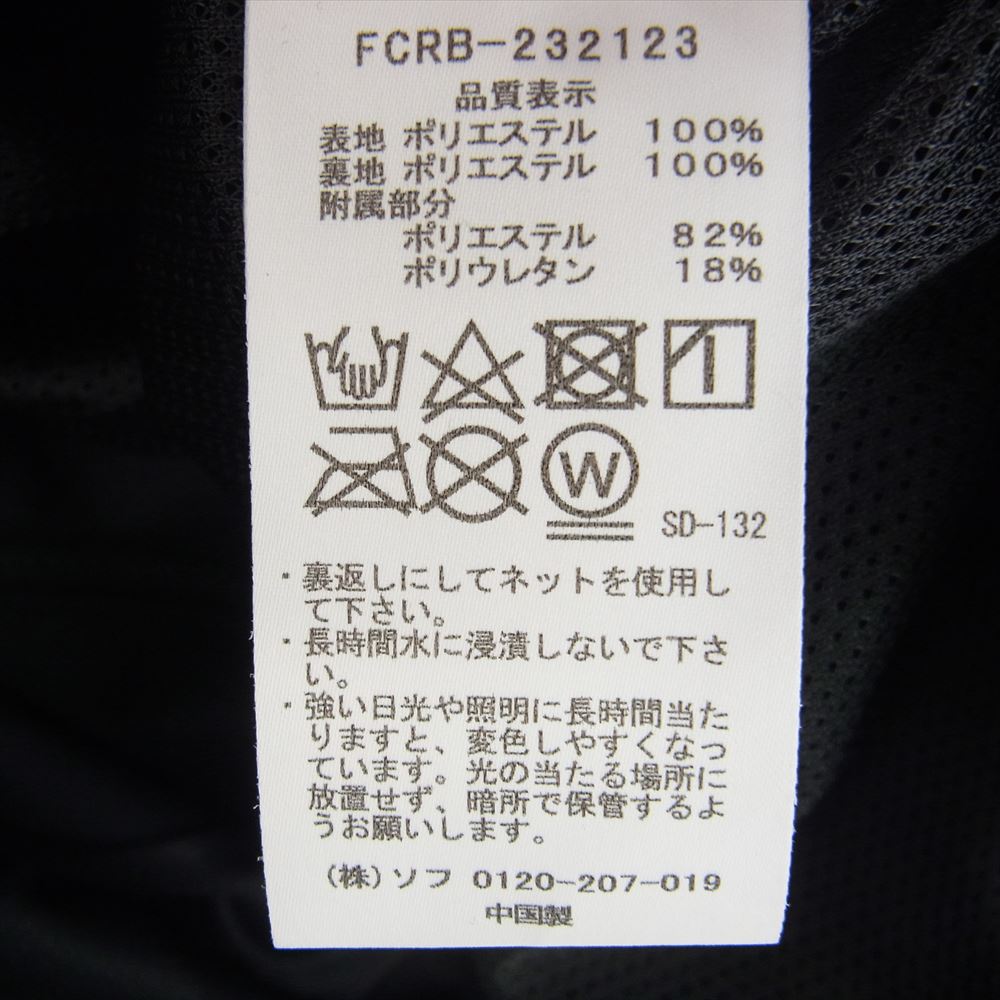 FCRB-232123
品質表示
表地 ポリエステル 100%
裏地 ポリエステル 100%
附属部分
ポリエステル 82%
ポリウレタン 18%
W
SD-132
・裏返しにしてネットを使用し
て下さい。
・長時間水に浸漬しないで下さ
い。
・強い日光や照明に長時間当た
りますと、変色しやすくなっ
ています。光の当たる場所に
放置せず、暗所で保管するよ
うお願いします。
(株)ソフ 0120-207-019
中国製